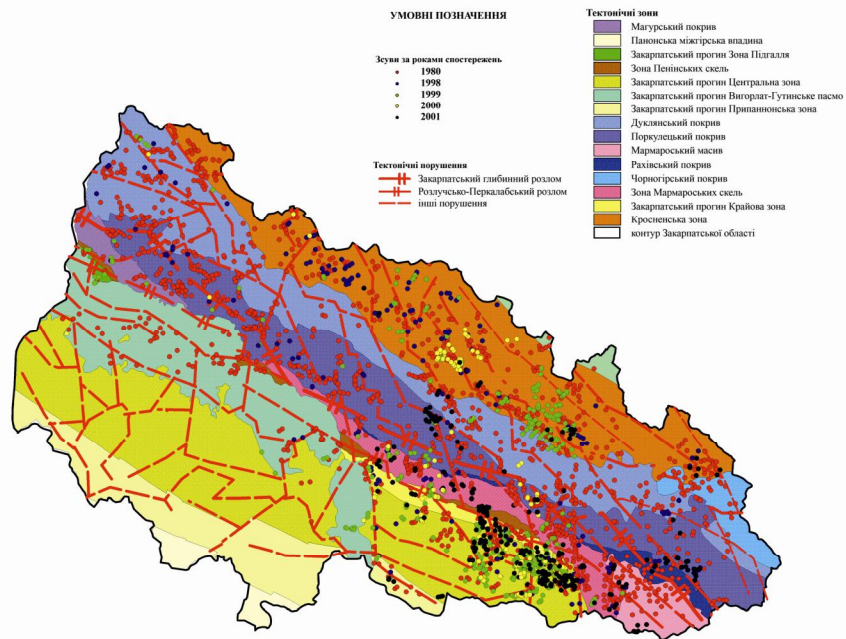 УМОВНІ ПОЗНАЧЕННЯ
Зсуви за роками спостережень
1980
1998
1999
2000
2001
Тектонічні порушення
Закарпатський глибинний розлом
Розлучсько-Перкалабський розлом
інші порушення
Тектонічні зони
Магурський покрив
Панонська міжгірська впадина
Закарпатський прогин Зона Підгалля
Зона Пенінських скель
Закарпатський прогин Центральна зона
Закарпатський прогин Вигорлат-Гутинське пасмо
Закарпатський прогин Припаннонська зона
Дуклянський покрив
Поркулецький покрив
Мармароський масив
Рахівський покрив
Чорногірський покрив
Зона Мармароських скель
Закарпатський прогин Крайова зона
Кросненська зона
контур Закарпатської області